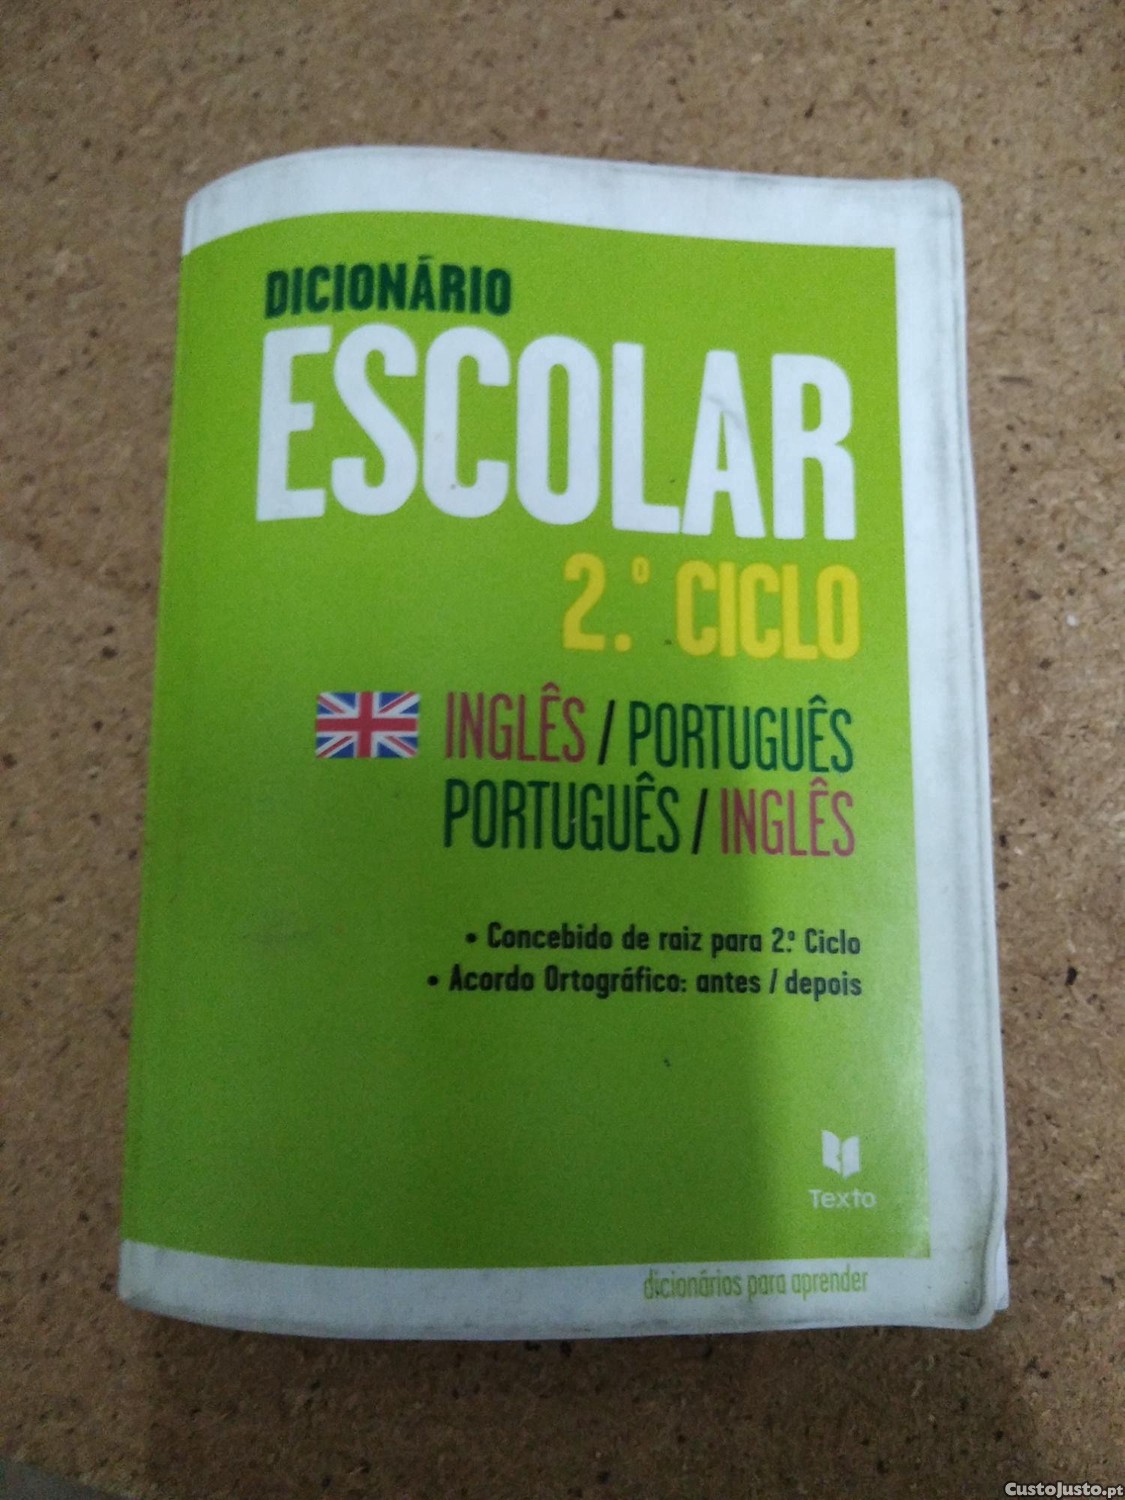 DICIONÁRIO
ESCOLAR
2.º CICLO
INGLÊS / PORTUGUÊS
PORTUGUÊS / INGLÊS
• Concebido de raiz para 2.º Ciclo
• Acordo Ortográfico: antes / depois
Texto
dicionários para aprender
CustoJusto.pt